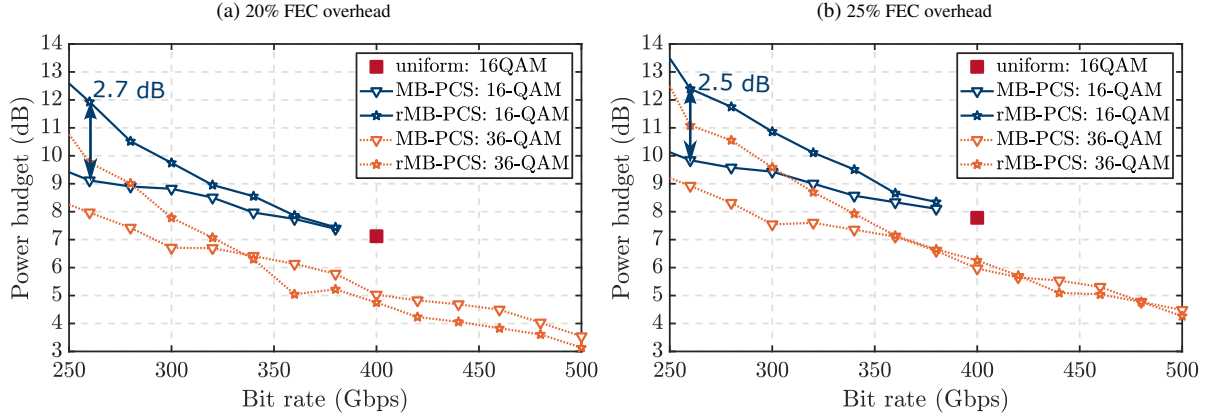 (a) 20% FEC overhead
14
13
12
11
10
9
8
7
6
5
4
3
Power budget (dB)
2.7 dB
uniform: 16QAM
MB-PCS: 16-QAM
rMB-PCS: 16-QAM
MB-PCS: 36-QAM
rMB-PCS: 36-QAM
250 300 350 400 450 500
Bit rate (Gbps)
(b) 25% FEC overhead
14
13
12
11
10
9
8
7
6
5
4
3
Power budget (dB)
2.5 dB
uniform: 16QAM
MB-PCS: 16-QAM
rMB-PCS: 16-QAM
MB-PCS: 36-QAM
rMB-PCS: 36-QAM
250 300 350 400 450 500
Bit rate (Gbps)